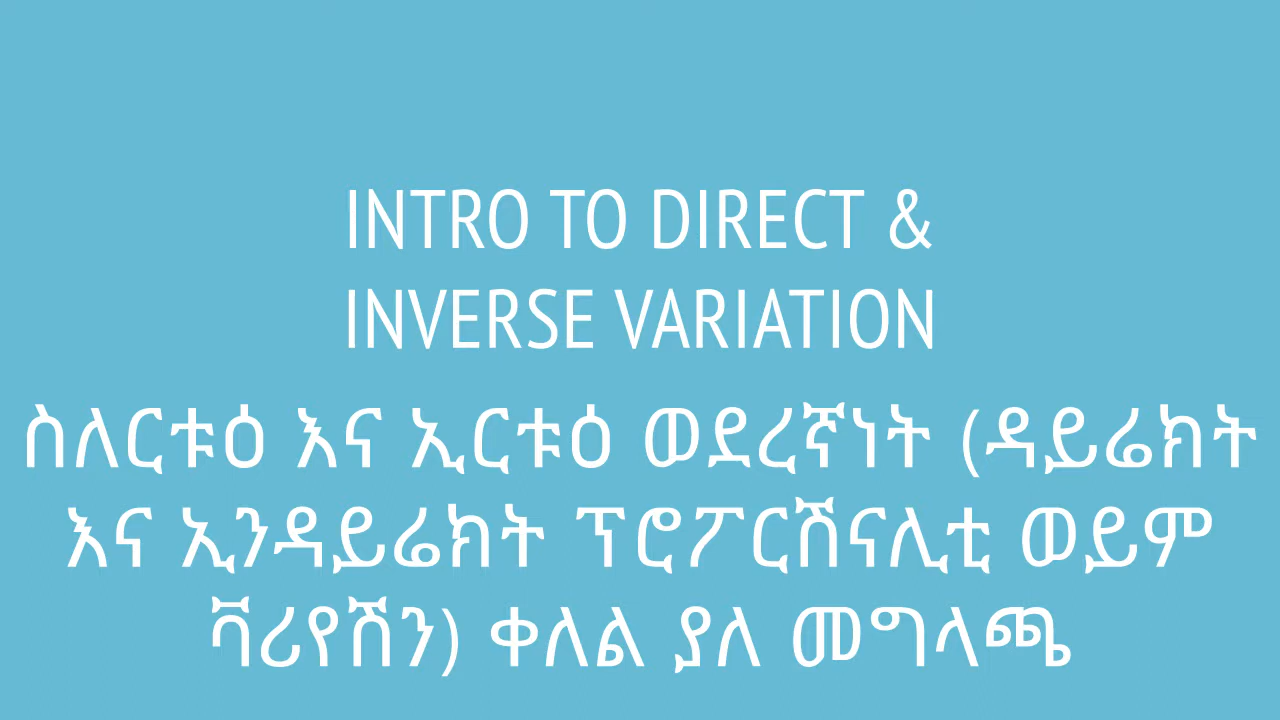 INTRO TO DIRECT &
INVERSE VARIATION
ስለርቱዕ እና ኢርቱዕ ወደረኛነት (ዳይሬክት
እና ኢንዳይሬክት ፕሮፖርሽናሊቲ ወይም
ቫሪየሽን) ቀለል ያለ መግላጫ